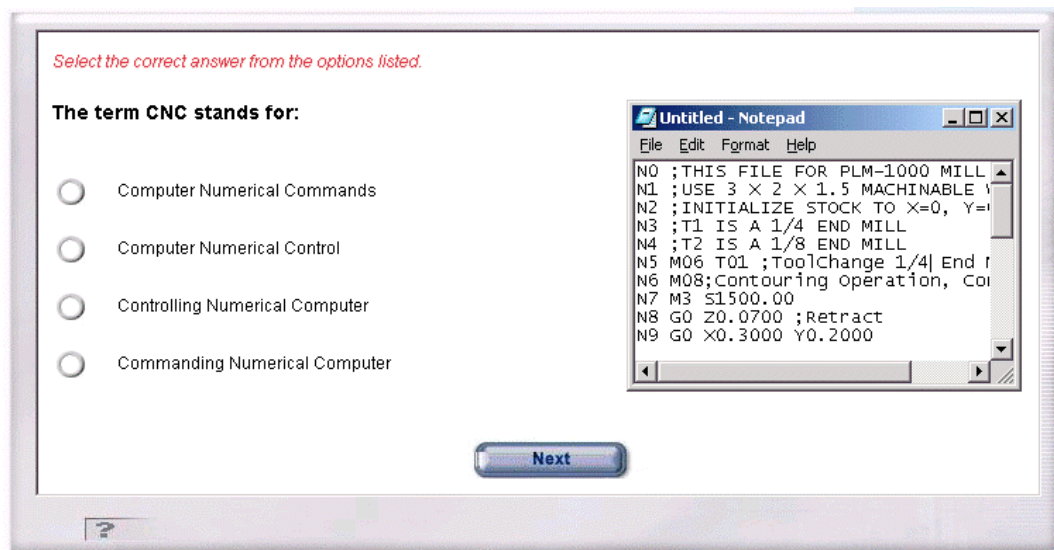 Select the correct answer from the options listed.
The term CNC stands for:
Computer Numerical Commands
Computer Numerical Control
Controlling Numerical Computer
Commanding Numerical Computer
Untitled - Notepad
File Edit Format Help
N0 ;THIS FILE FOR PLM-1000 MILL
N1 ;USE 3 X 2 X 1.5 MACHINABLE
N2 ;INITIALIZE STOCK TO X=0, Y=
N3 ;T1 IS A 1/4 END MILL
N4 ;T2 IS A 1/8 END MILL
N5 M06 T01 ;ToolChange 1/4 End
N6 M08;Contouring Operation,
N7 M3 S1500.00
N8 G0 Z0.0700 ;Retract
N9 G0 X0.3000 Y0.2000
Next
?